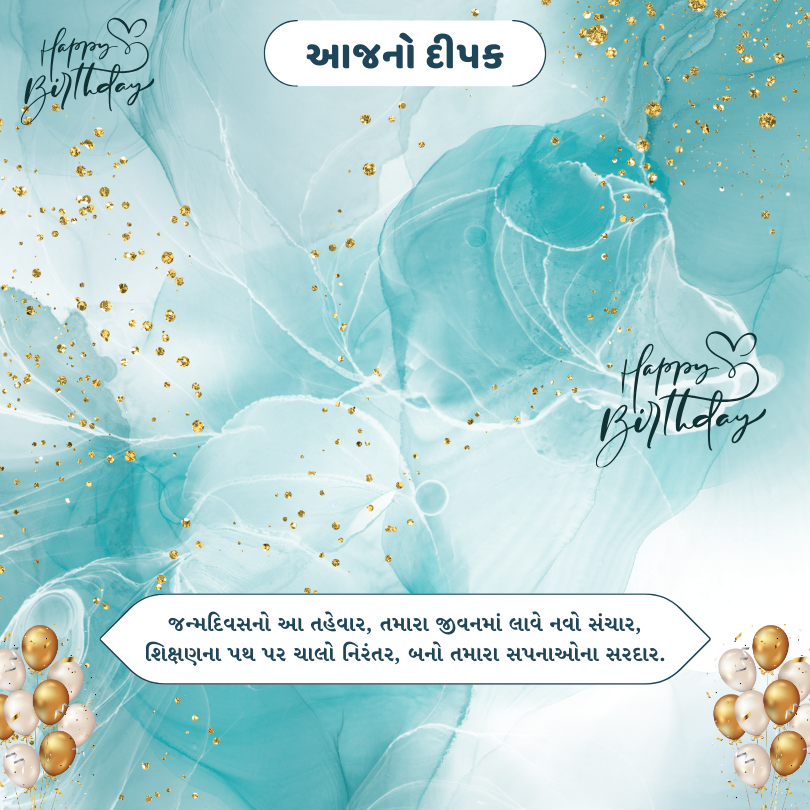 Happy
Birthday
આજનો દીપક
Happy
Birthday
જન્મદિવસનો આ તહેવાર, તમારા જીવનમાં લાવે નવો સંચાર,
શિક્ષણના પથ પર ચાલો નિરંતર, બનો તમારા સપનાઓના સરદાર.